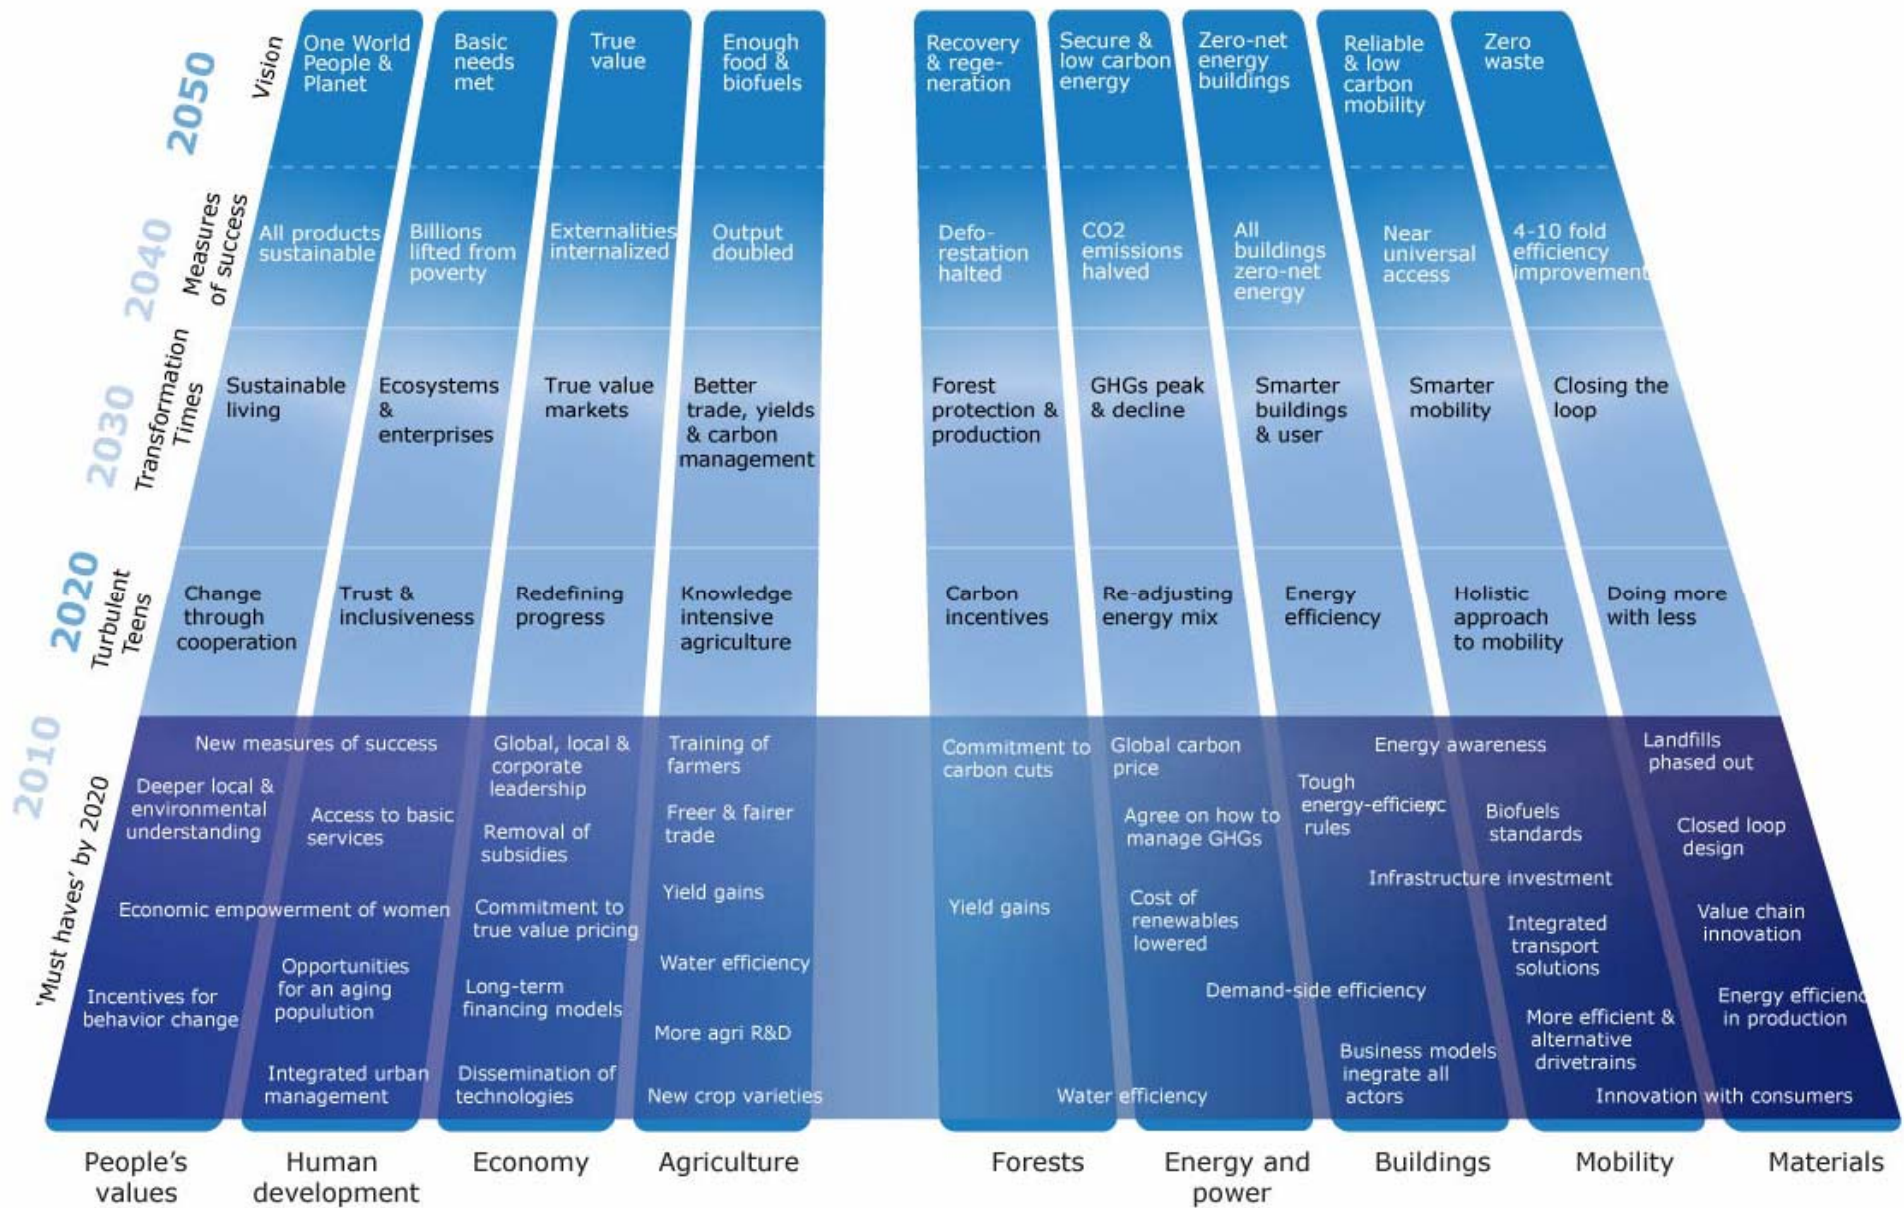 2050
Vision
One World
People &
Planet
Basic
needs
met
True
value
Enough
food &
biofuels
Recovery
& rege-
neration
Secure &
low carbon
energy
Zero-net
energy
buildings
Reliable
& low
carbon
mobility
Zero
waste
2040
Measures
of success
All products
sustainable
Billions
lifted from
poverty
Externalities
internalized
Output
doubled
Defo-
restation
halted
CO2
emissions
halved
All
buildings
zero-net
energy
Near
universal
access
4-10 fold
efficiency
improvement
2030
Transformation
Times
Sustainable
living
Ecosystems
&
enterprises
True value
markets
Better
trade, yields
& carbon
management
Forest
protection &
production
GHGs peak
& decline
Smarter
buildings
& user
Smarter
mobility
Closing the
loop
2020
Turbulent
Teens
Change
through
cooperation
Trust &
inclusiveness
Redefining
progress
Knowledge
intensive
agriculture
Carbon
incentives
Re-adjusting
energy mix
Energy
efficiency
Holistic
approach
to mobility
Doing more
with less
2010
'Must haves' by 2020
New measures of success
Deeper local &
environmental
understanding
Access to basic
services
Economic empowerment of women
Opportunities
for an aging
populution
Incentives for
behavior change
Integrated urban
management
Global, local &
corporate
leadership
Removal of
subsidies
Commitment to
true value pricing
Long-term
financing models
Dissemination of
technologies
Training of
farmers
Freer & fairer
trade
Yield gains
Water efficiency
More agri R&D
New crop varieties
Commitment to
carbon cuts
Yield gains
Water efficiency
Global carbon
price
Agree on how to
manage GHGs
Cost of
renewables
lowered
Demand-side efficiency
Energy awareness
Tough
energy-efficienc
rules
Infrastructure investment
Business models
inegrate all
actors
Biofuels
standards
Integrated
transport
solutions
More efficient &
alternative
drivetrains
Innovation with consumers
Landfills
phased out
Closed loop
design
Value chain
innovation
Energy efficienc
in production
People's
values
Human
development
Economy
Agriculture
Forests
Energy and
power
Buildings
Mobility
Materials